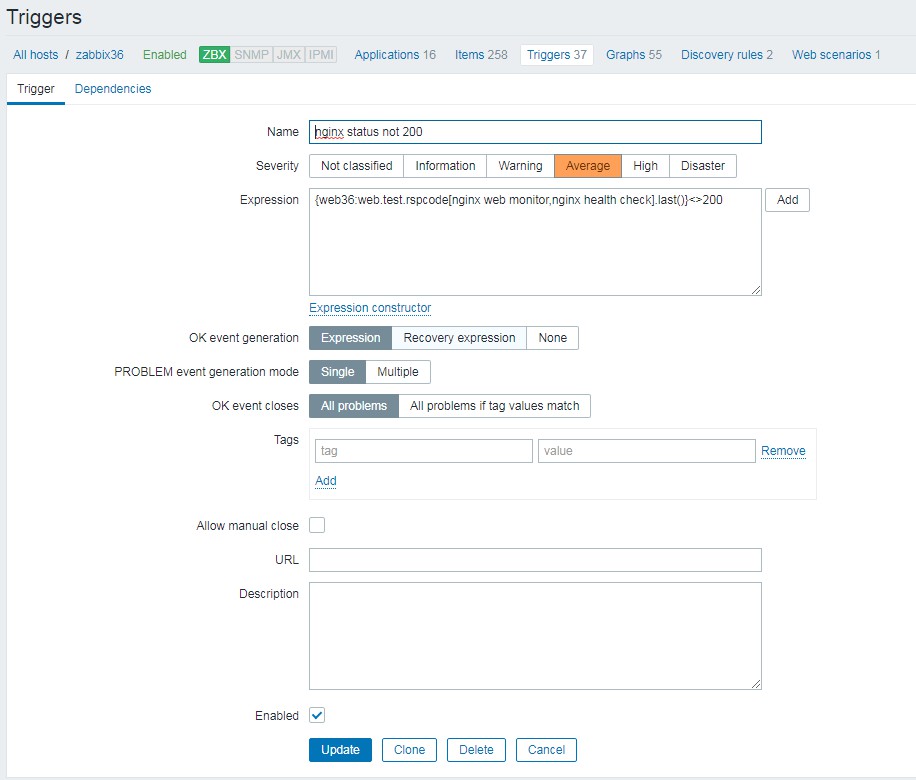 Triggers
All hosts / zabbix36 Enabled ZBX SNMP JMX IPMI Applications 16 Items 258 Triggers 37 Graphs 55 Discovery rules 2 Web scenarios 1
Trigger Dependencies
Name nginx status not 200
Severity Not classified Information Warning Average High Disaster
Expression {web36:web.test.rspcode[nginx web monitor,nginx health check].last()}<>200 Add
Expression constructor
OK event generation Expression Recovery expression None
PROBLEM event generation mode Single Multiple
OK event closes All problems All problems if tag values match
Tags tag value Remove
Add
Allow manual close
URL
Description
Enabled
Update Clone Delete Cancel